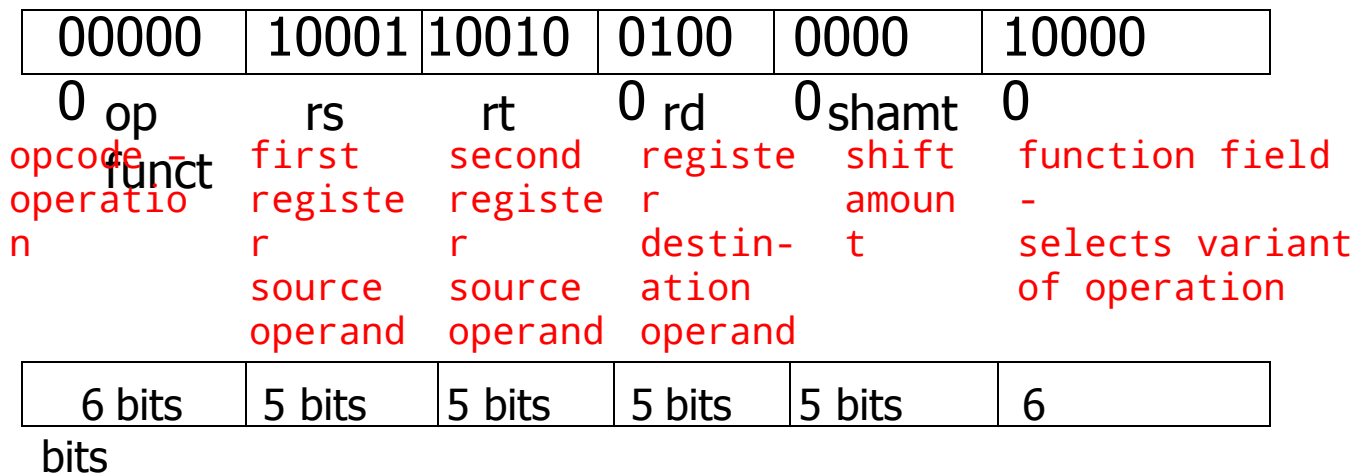 00000 10001 10010 0100 0000 10000
0 op rs rt 0 rd 0 shamt 0
funct
opcode – first second registe shift function field
operatio registe registe r amoun -
n r r destin- t selects variant
source source ation of operation
operand operand operand
6 bits 5 bits 5 bits 5 bits 5 bits 6
bits